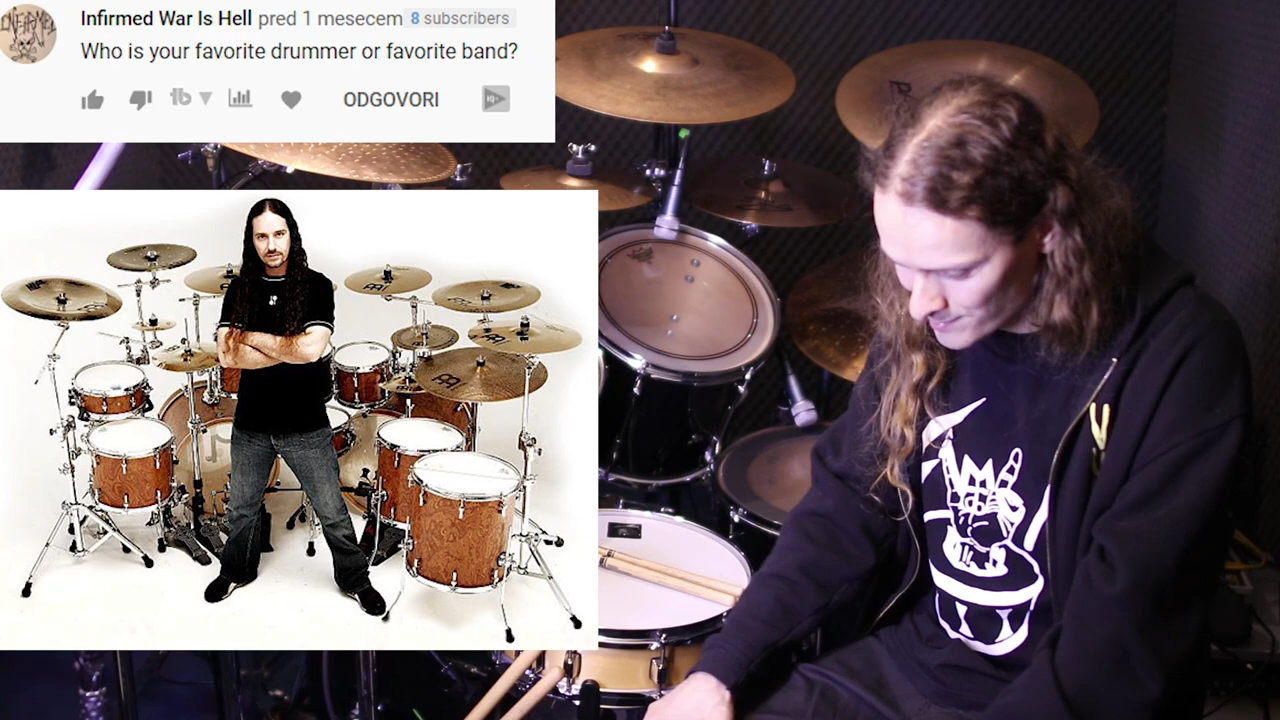 Infirmed War Is Hell pred 1 mesecem 8 subscribers
Who is your favorite drummer or favorite band?
ODGOVORI